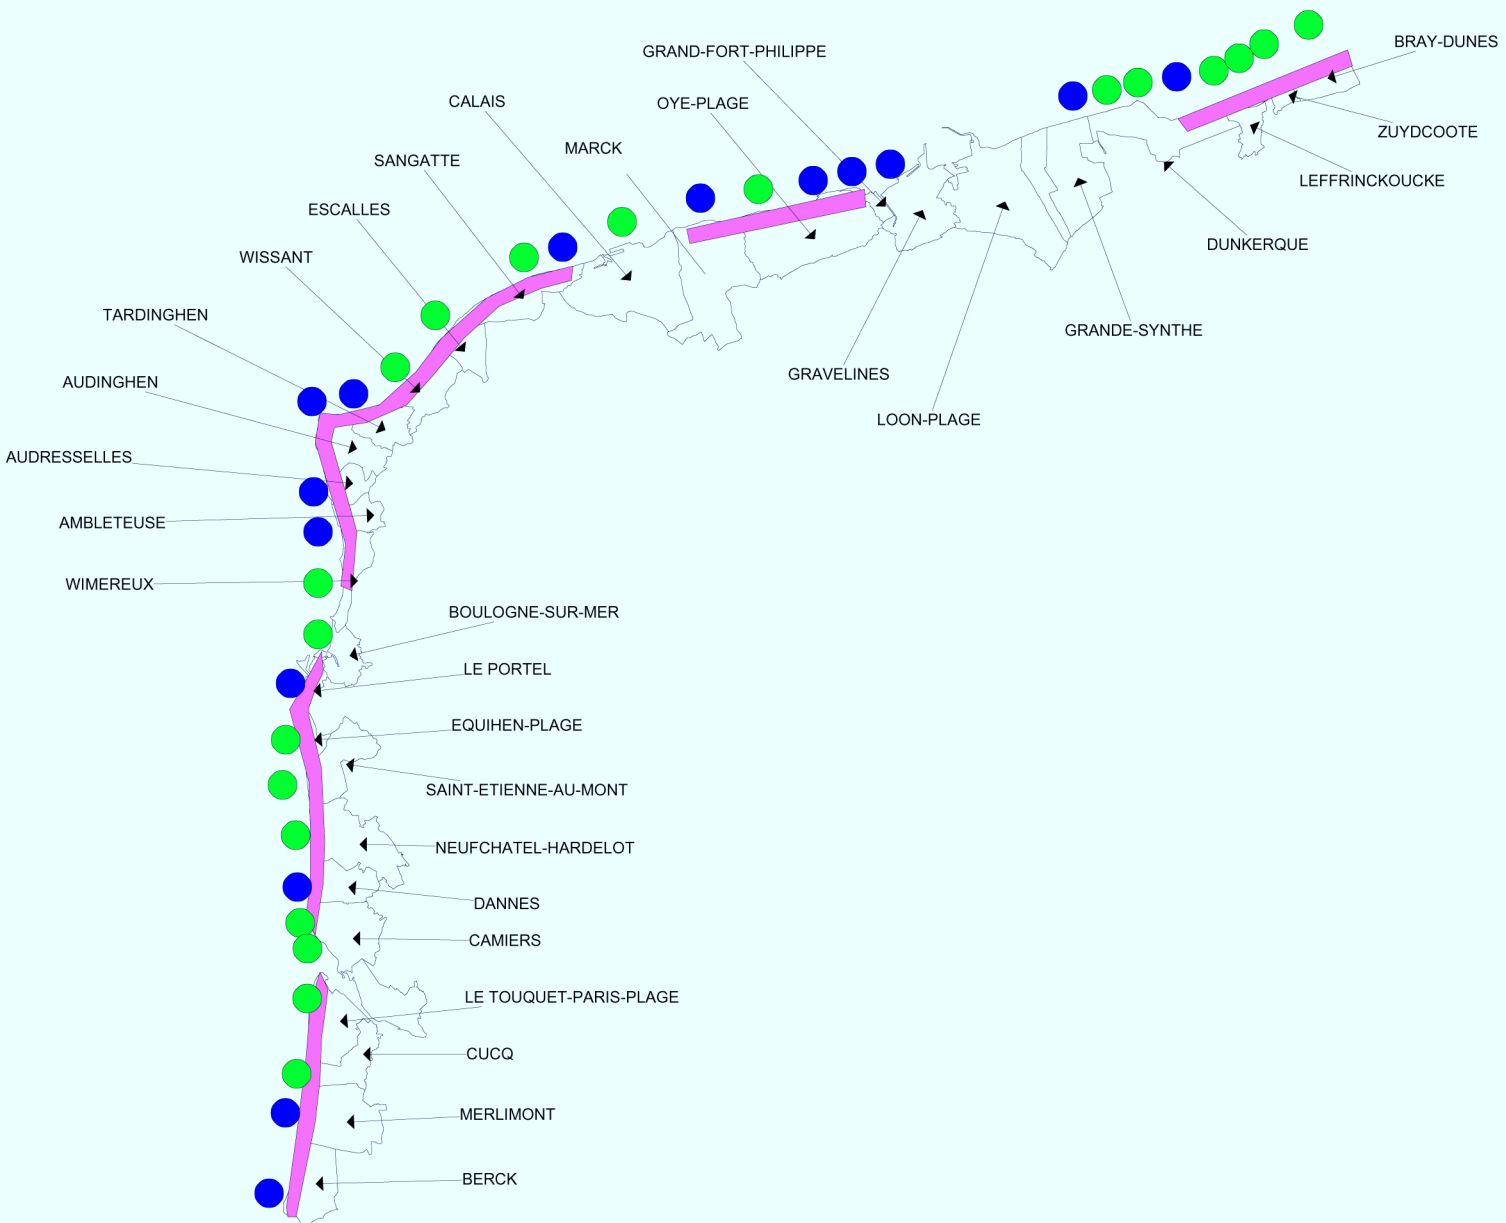 BRAY-DUNES
GRAND-FORT-PHILIPPE
CALAIS
OYE-PLAGE
ZUYDCOOTE
MARCK
SANGATTE
LEFFRINCKOUCKE
ESCALLES
DUNKERQUE
WISSANT
TARDINGHEN
GRANDE-SYNTHE
GRAVELINES
AUDINGHEN
LOON-PLAGE
AUDRESSELLES
AMBLETEUSE
WIMEREUX
BOULOGNE-SUR-MER
LE PORTEL
EQUIHEN-PLAGE
SAINT-ETIENNE-AU-MONT
NEUFCHATEL-HARDELOT
DANNES
CAMIERS
LE TOUQUET-PARIS-PLAGE
CUCQ
MERLIMONT
BERCK